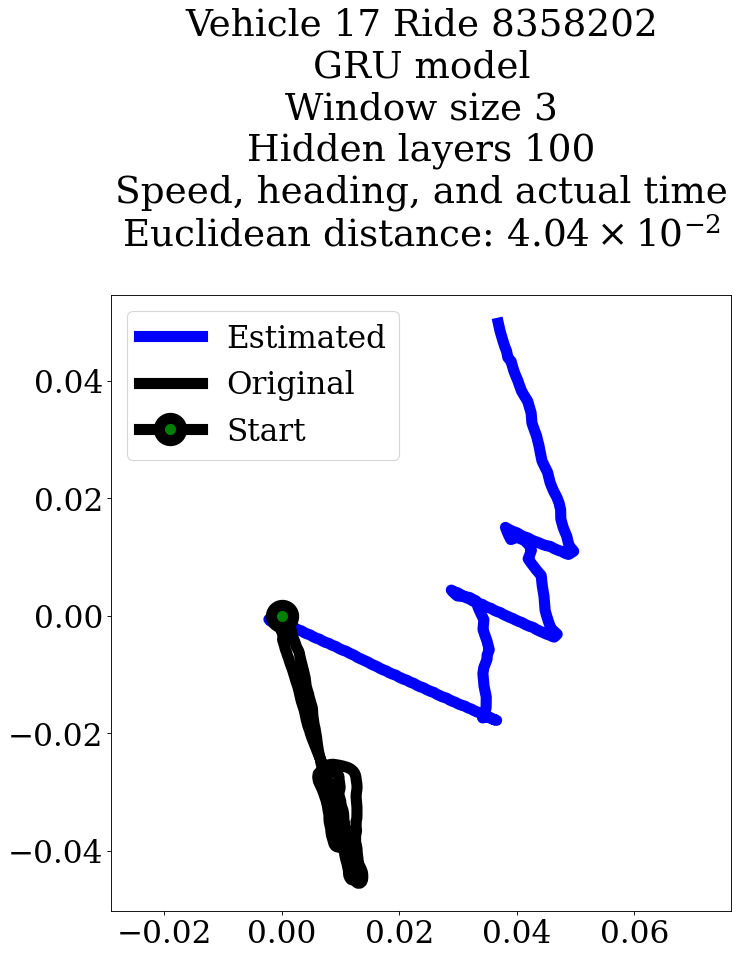 Vehicle 17 Ride 8358202
GRU model
Window size 3
Hidden layers 100
Speed, heading, and actual time
Euclidean distance: 4.04 × 10⁻²
Estimated
Original
Start
0.04
0.02
0.00
−0.02
−0.04
−0.02 0.00 0.02 0.04 0.06